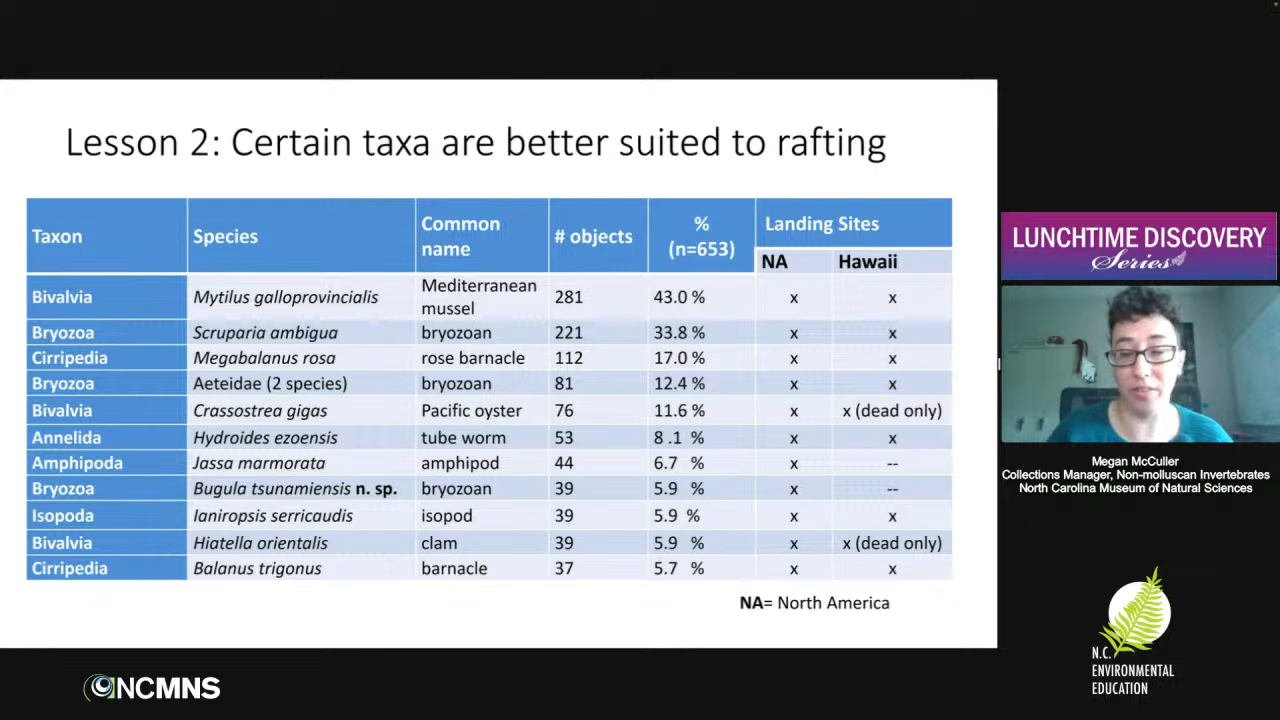 Lesson 2: Certain taxa are better suited to rafting
Taxon Species Common name # objects % (n=653) Landing Sites
NA Hawaii
Bivalvia Mytilus galloprovincialis Mediterranean mussel 281 43.0 % x x
Bryozoa Scruparia ambigua bryozoan 221 33.8 % x x
Cirripedia Megabalanus rosa rose barnacle 112 17.0 % x x
Bryozoa Aeteidae (2 species) bryozoan 81 12.4 % x x
Bivalvia Crassostrea gigas Pacific oyster 76 11.6 % x x (dead only)
Annelida Hydroides ezoensis tube worm 53 8 .1 % x x
Amphipoda Jassa marmorata amphipod 44 6.7 % x --
Bryozoa Bugula tsunamiensis n. sp. bryozoan 39 5.9 % x --
Isopoda Ianiropsis serricaudis isopod 39 5.9 % x x
Bivalvia Hiatella orientalis clam 39 5.9 % x x (dead only)
Cirripedia Balanus trigonus barnacle 37 5.7 % x x
NA= North America
LUNCHTIME DISCOVERY
Series
Megan McCuller
Collections Manager, Non-molluscan Invertebrates
North Carolina Museum of Natural Sciences
NCMNS
N.C.
ENVIRONMENTAL
EDUCATION